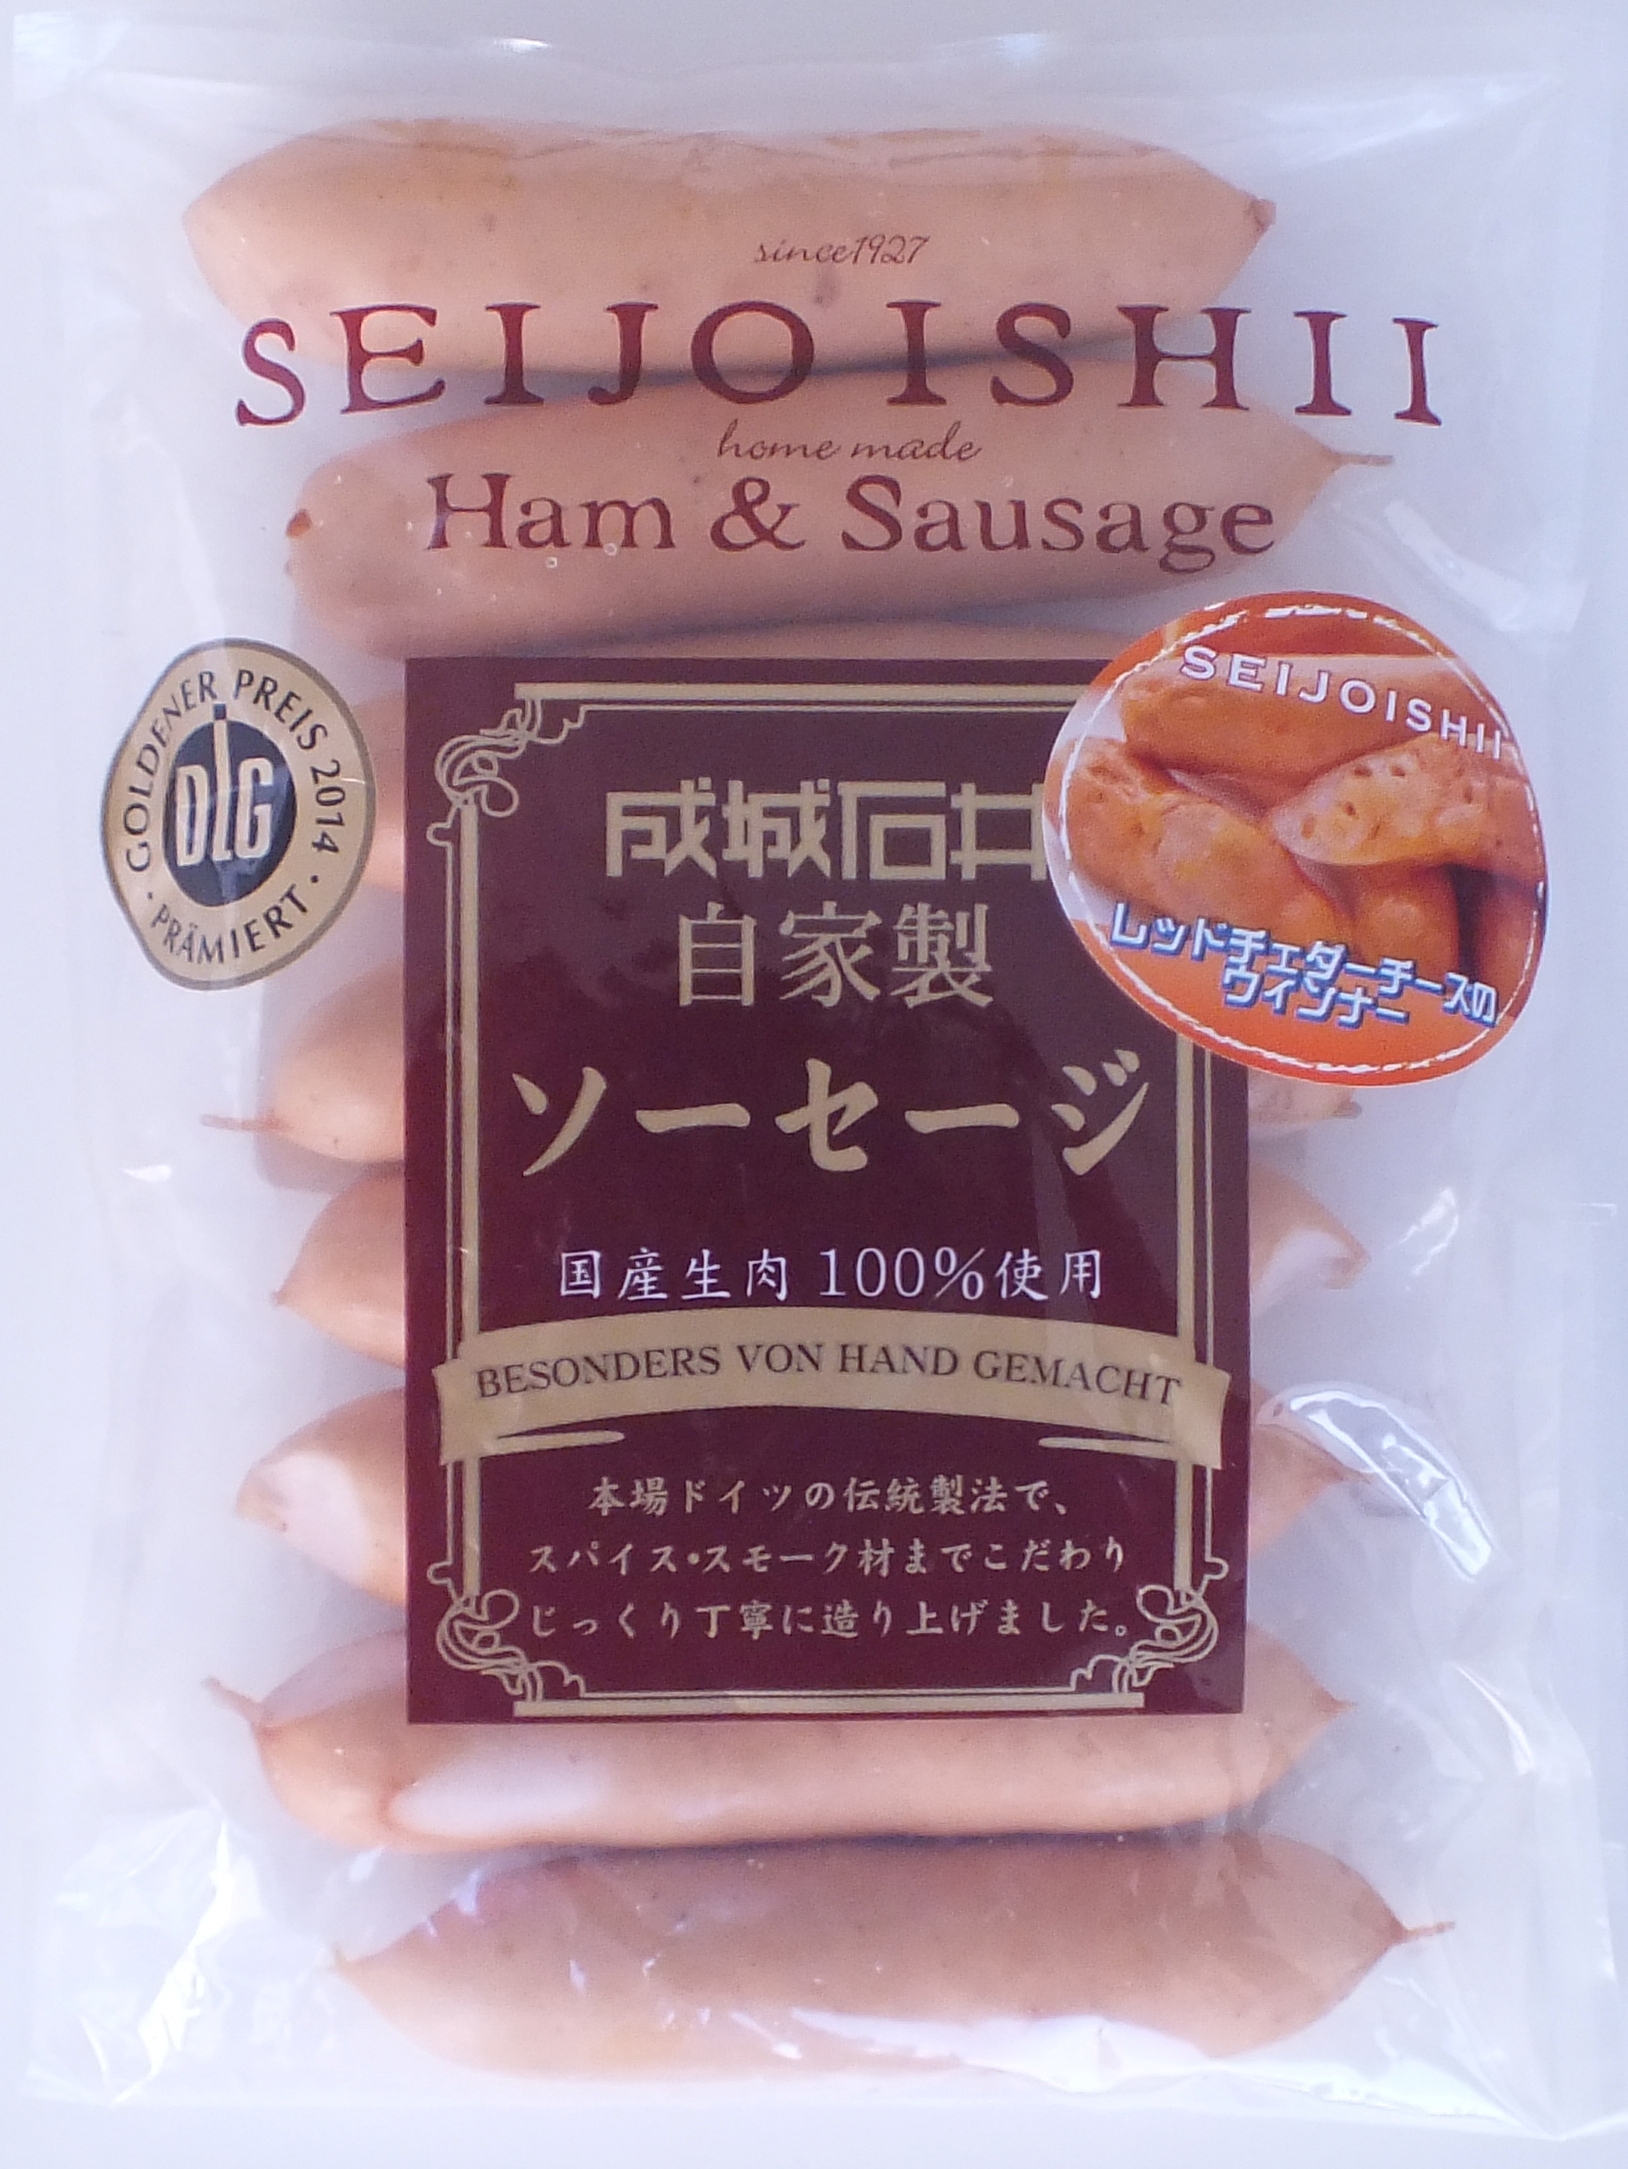 since1927
SEIJO ISHII
home made
Ham & Sausage
GOLDENER PREIS 2014
DLG
PRÄMIERT
SEIJOISHII
レッドチェダーチーズの
ウィンナー
成城石井
自家製
ソーセージ
国産生肉100%使用
BESONDERS VON HAND GEMACHT
本場ドイツの伝統製法で、
スパイス・スモーク材までこだわり
じっくり丁寧に造り上げました。